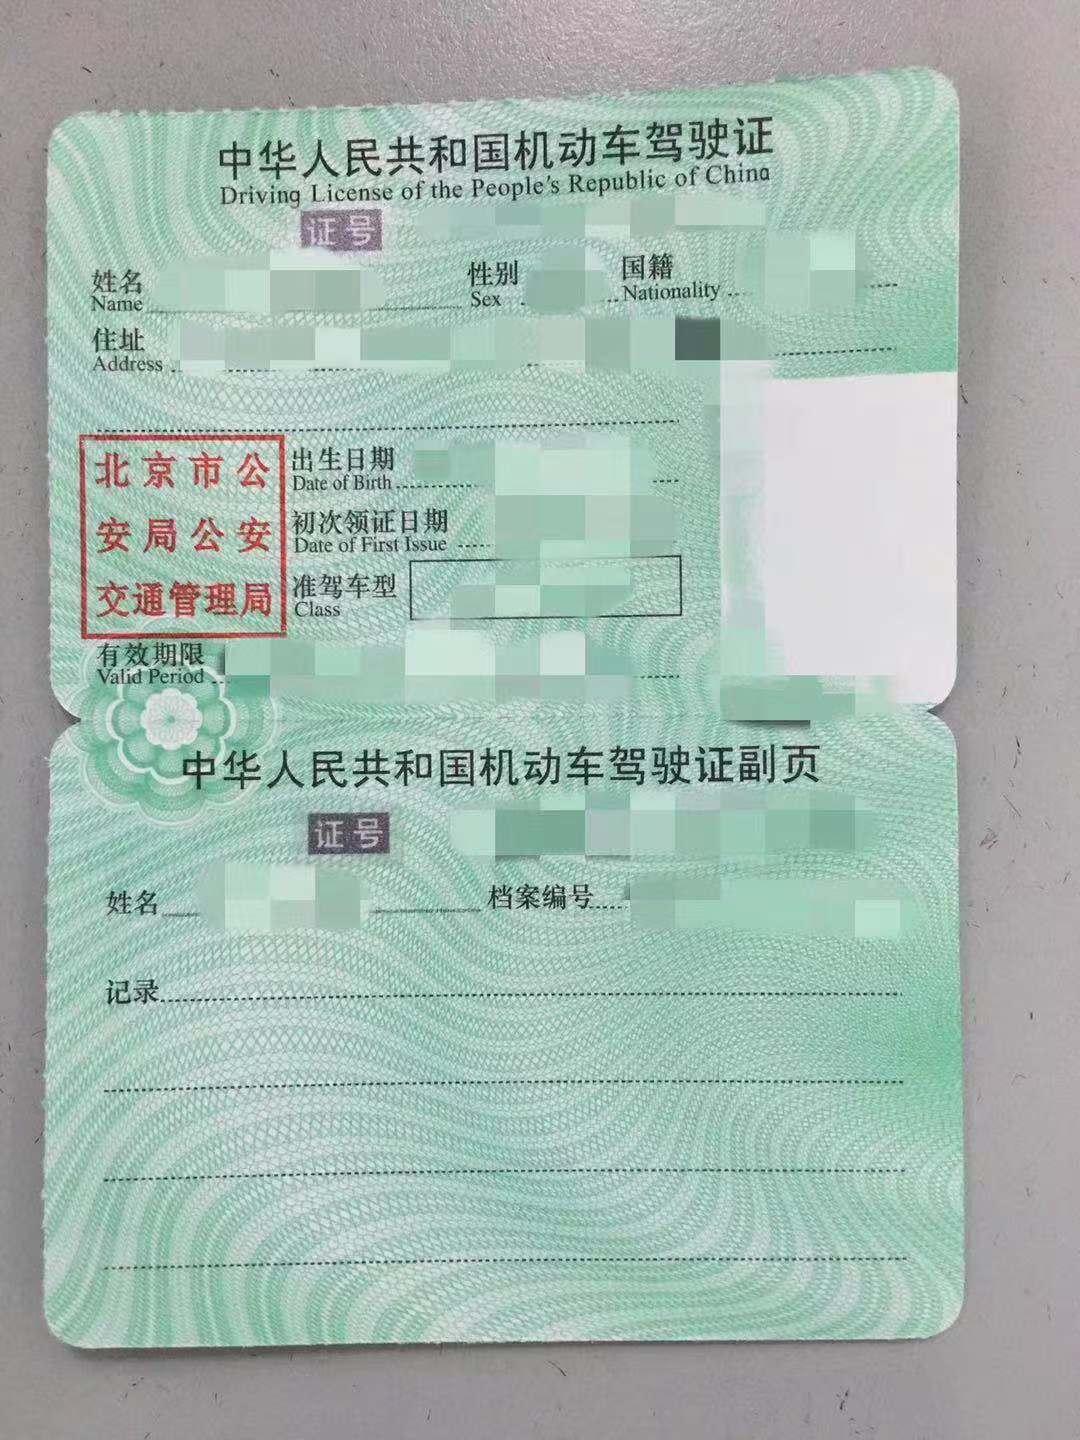 中华人民共和国机动车驾驶证
Driving License of the People's Republic of China
证号
姓名 性别 国籍
Name Sex Nationality
住址
Address
北京市公
安局公安
交通管理局
出生日期
Date of Birth
初次领证日期
Date of First Issue
准驾车型
Class
有效期限
Valid Period
中华人民共和国机动车驾驶证副页
证号
姓名 档案编号
记录